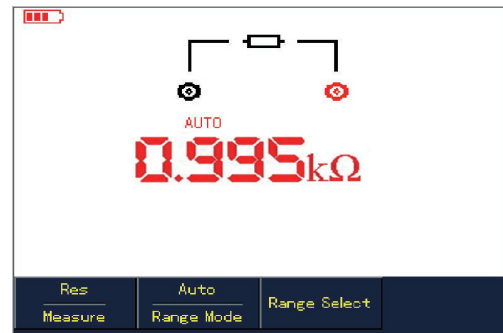 AUTO
0.995kΩ
Res
Measure
Auto
Range Mode
Range Select